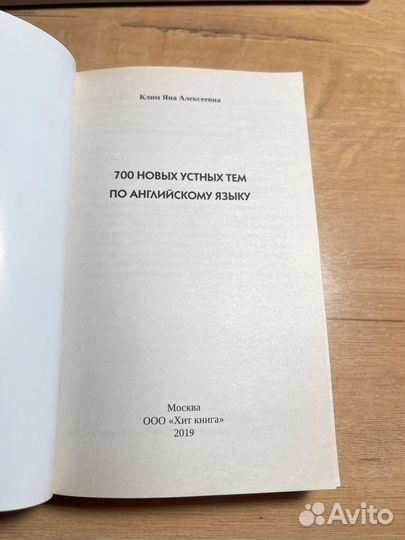 Клим Яна Алексеевна
700 НОВЫХ УСТНЫХ ТЕМ
ПО АНГЛИЙСКОМУ ЯЗЫКУ
Москва
ООО «Хит книга»
2019
Avito